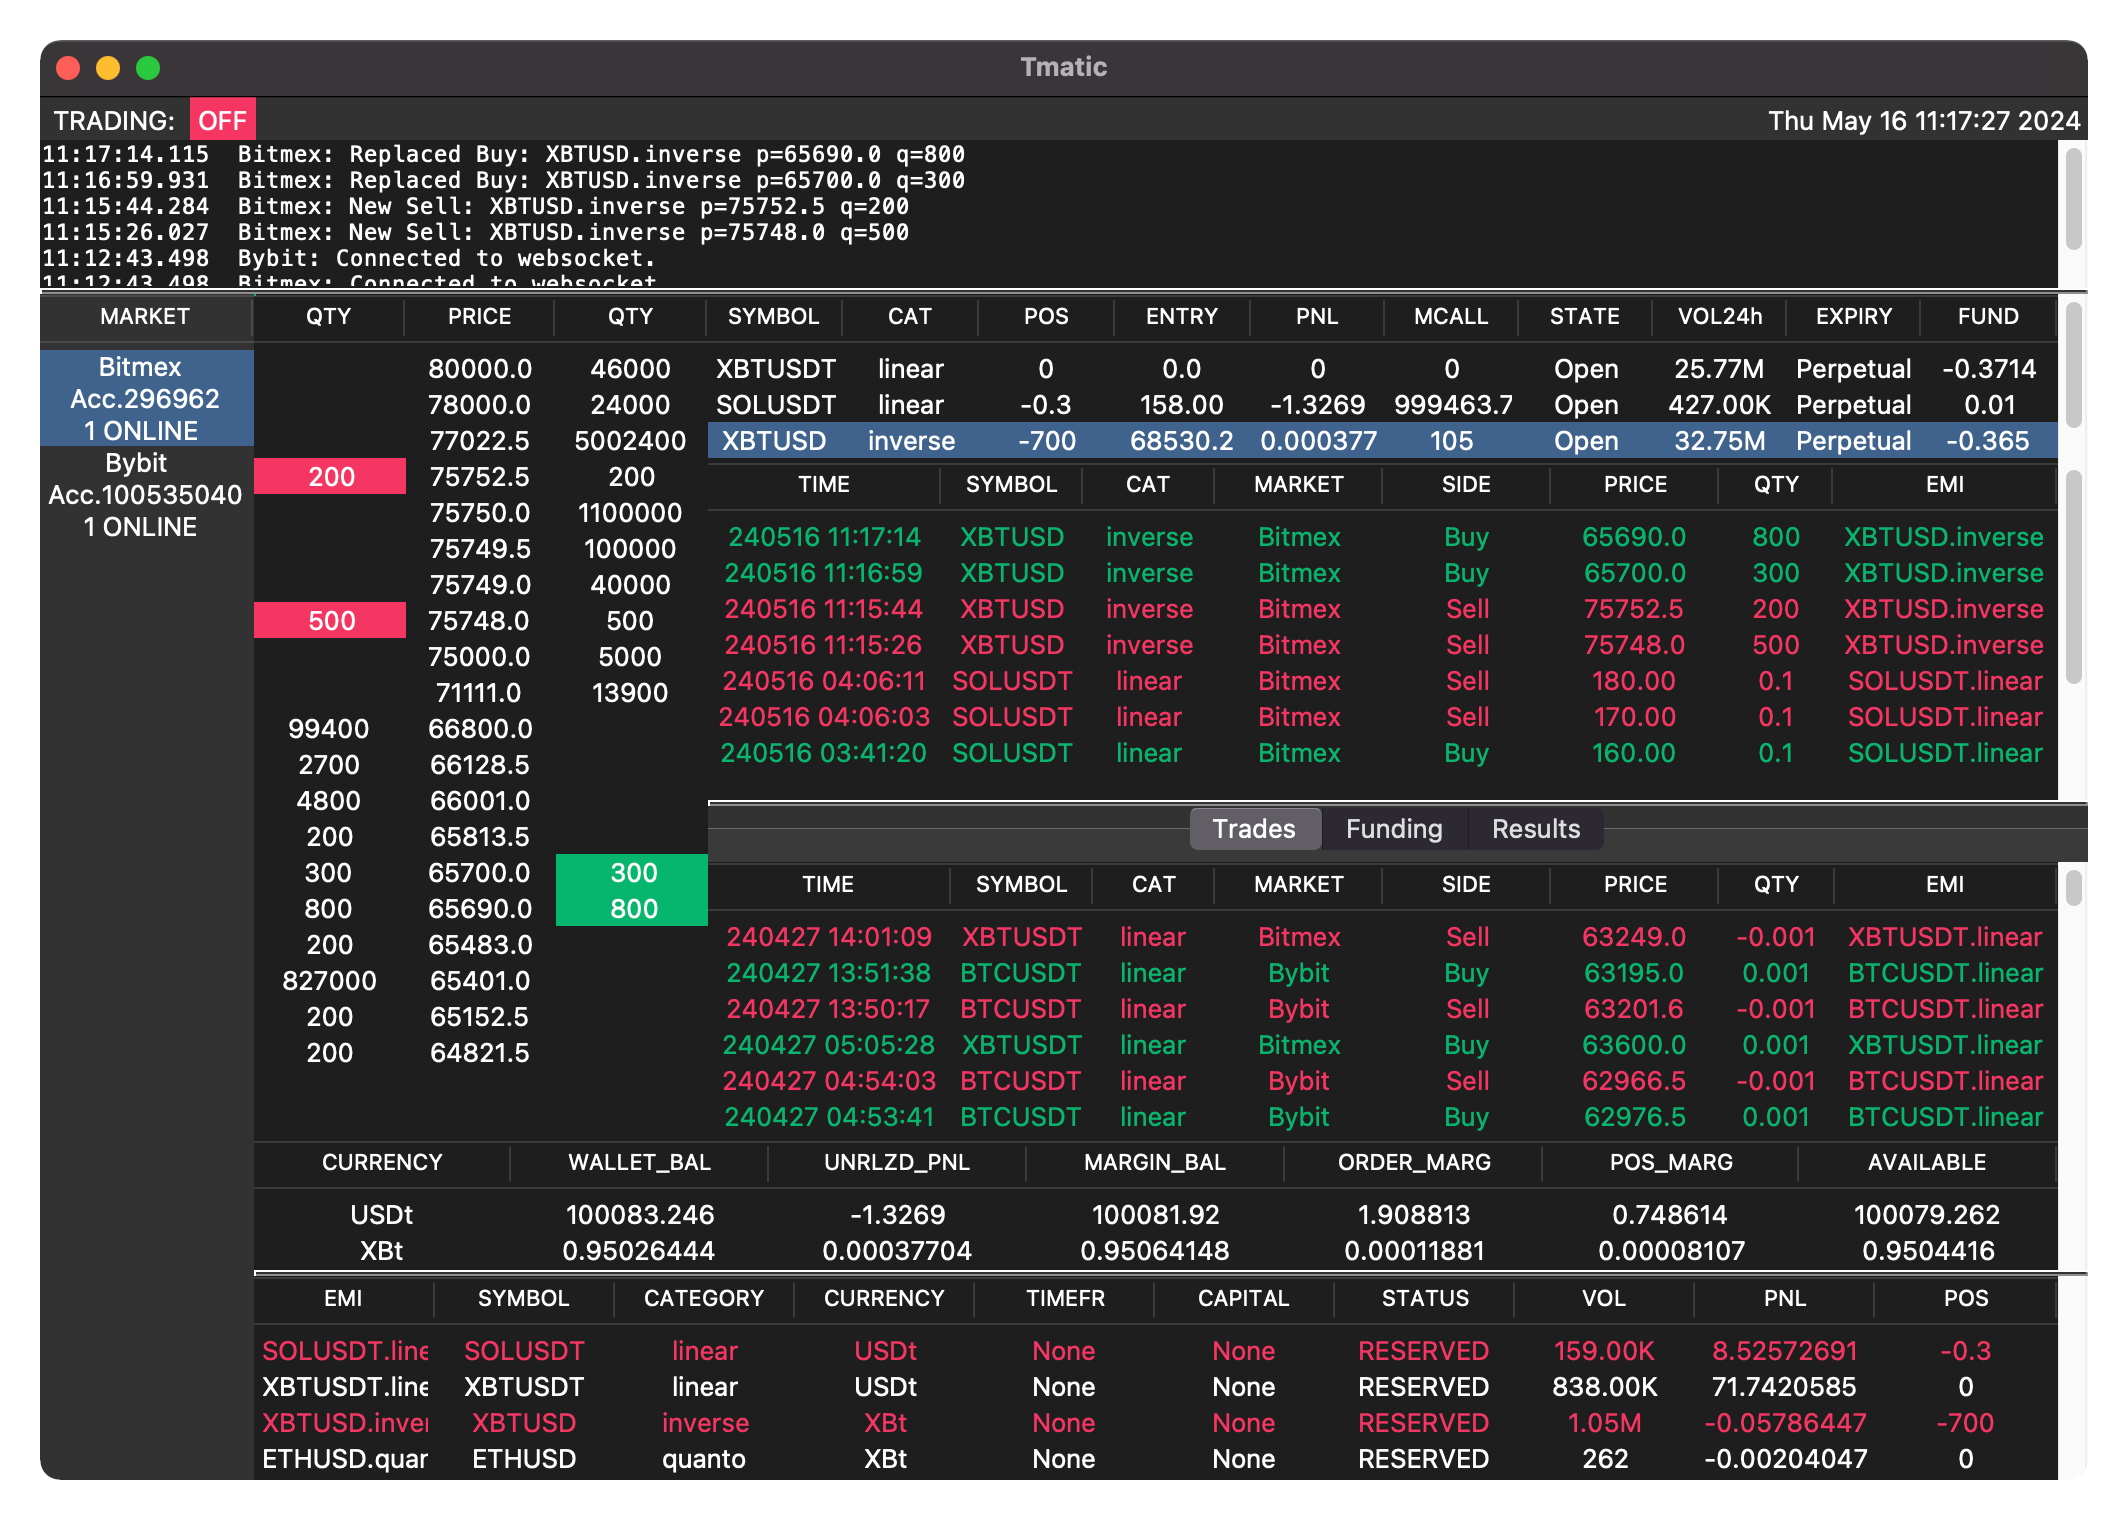 Tmatic
TRADING: OFF Thu May 16 11:17:27 2024
11:17:14.115 Bitmex: Replaced Buy: XBTUSD.inverse p=65690.0 q=800
11:16:59.931 Bitmex: Replaced Buy: XBTUSD.inverse p=65700.0 q=300
11:15:44.284 Bitmex: New Sell: XBTUSD.inverse p=75752.5 q=200
11:15:26.027 Bitmex: New Sell: XBTUSD.inverse p=75748.0 q=500
11:12:43.498 Bybit: Connected to websocket.
11:12:43.498 Bitmex: Connected to websocket
MARKET
Bitmex
Acc.296962
1 ONLINE
Bybit
Acc.100535040
1 ONLINE
QTY PRICE QTY
80000.0 46000
78000.0 24000
77022.5 5002400
200 75752.5 200
75750.0 1100000
75749.5 100000
75749.0 40000
500 75748.0 500
75000.0 5000
71111.0 13900
99400 66800.0
2700 66128.5
4800 66001.0
200 65813.5
300 65700.0 300
800 65690.0 800
200 65483.0
827000 65401.0
200 65152.5
200 64821.5
SYMBOL CAT POS ENTRY PNL MCALL STATE VOL24h EXPIRY FUND
XBTUSDT linear 0 0.0 0 0 Open 25.77M Perpetual -0.3714
SOLUSDT linear -0.3 158.00 -1.3269 999463.7 Open 427.00K Perpetual 0.01
XBTUSD inverse -700 68530.2 0.000377 105 Open 32.75M Perpetual -0.365
TIME SYMBOL CAT MARKET SIDE PRICE QTY EMI
240516 11:17:14 XBTUSD inverse Bitmex Buy 65690.0 800 XBTUSD.inverse
240516 11:16:59 XBTUSD inverse Bitmex Buy 65700.0 300 XBTUSD.inverse
240516 11:15:44 XBTUSD inverse Bitmex Sell 75752.5 200 XBTUSD.inverse
240516 11:15:26 XBTUSD inverse Bitmex Sell 75748.0 500 XBTUSD.inverse
240516 04:06:11 SOLUSDT linear Bitmex Sell 180.00 0.1 SOLUSDT.linear
240516 04:06:03 SOLUSDT linear Bitmex Sell 170.00 0.1 SOLUSDT.linear
240516 03:41:20 SOLUSDT linear Bitmex Buy 160.00 0.1 SOLUSDT.linear
Trades Funding Results
TIME SYMBOL CAT MARKET SIDE PRICE QTY EMI
240427 14:01:09 XBTUSDT linear Bitmex Sell 63249.0 -0.001 XBTUSDT.linear
240427 13:51:38 BTCUSDT linear Bybit Buy 63195.0 0.001 BTCUSDT.linear
240427 13:50:17 BTCUSDT linear Bybit Sell 63201.6 -0.001 BTCUSDT.linear
240427 05:05:28 XBTUSDT linear Bitmex Buy 63600.0 0.001 XBTUSDT.linear
240427 04:54:03 BTCUSDT linear Bybit Sell 62966.5 -0.001 BTCUSDT.linear
240427 04:53:41 BTCUSDT linear Bybit Buy 62976.5 0.001 BTCUSDT.linear
CURRENCY WALLET_BAL UNRLZD_PNL MARGIN_BAL ORDER_MARG POS_MARG AVAILABLE
USDt 100083.246 -1.3269 100081.92 1.908813 0.748614 100079.262
XBt 0.95026444 0.00037704 0.95064148 0.00011881 0.00008107 0.9504416
EMI SYMBOL CATEGORY CURRENCY TIMEFR CAPITAL STATUS VOL PNL POS
SOLUSDT.line SOLUSDT linear USDt None None RESERVED 159.00K 8.52572691 -0.3
XBTUSDT.line XBTUSDT linear USDt None None RESERVED 838.00K 71.7420585 0
XBTUSD.inver XBTUSD inverse XBt None None RESERVED 1.05M -0.05786447 -700
ETHUSD.quar ETHUSD quanto XBt None None RESERVED 262 -0.00204047 0